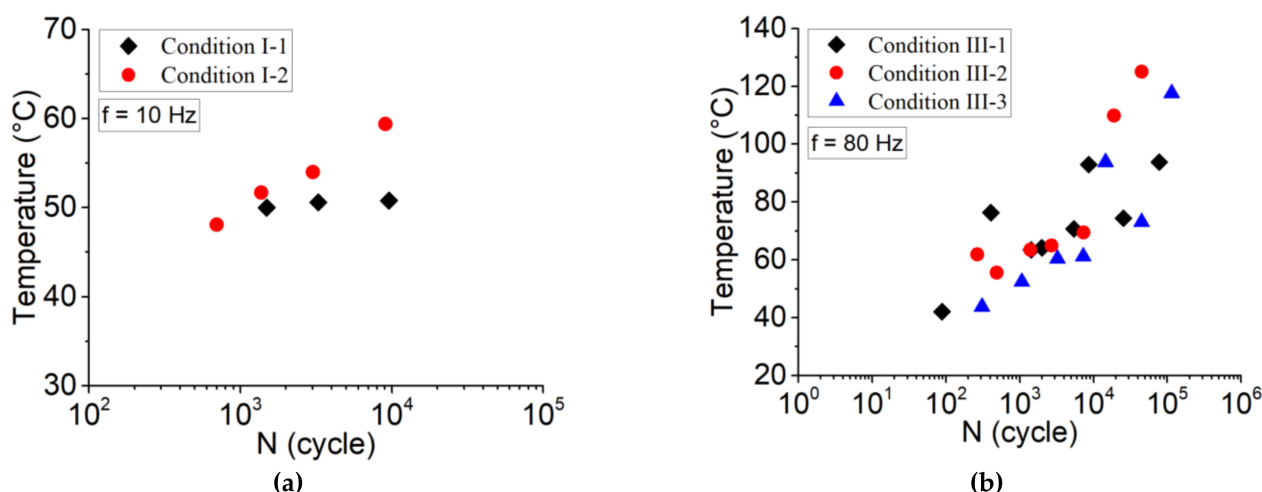 70
60
50
40
30
Temperature (°C)
Condition I-1
Condition I-2
f = 10 Hz
10² 10³ 10⁴ 10⁵
N (cycle)
(a)
140
120
100
80
60
40
20
Temperature (°C)
Condition III-1
Condition III-2
Condition III-3
f = 80 Hz
10⁰ 10¹ 10² 10³ 10⁴ 10⁵ 10⁶
N (cycle)
(b)